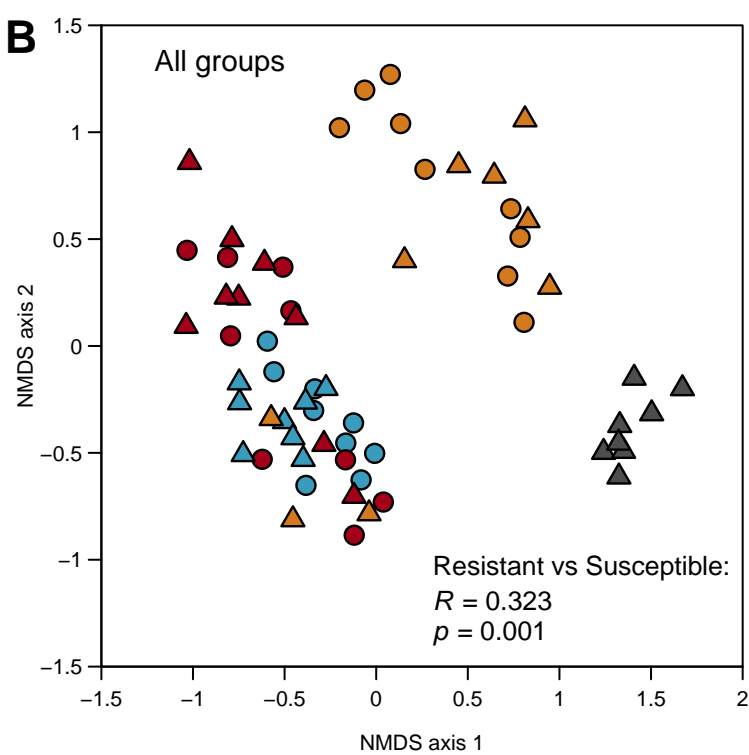 B
All groups
1.5
1
0.5
0
−0.5
−1
−1.5
NMDS axis 2
Resistant vs Susceptible:
R = 0.323
p = 0.001
−1.5 −1 −0.5 0 0.5 1 1.5 2
NMDS axis 1